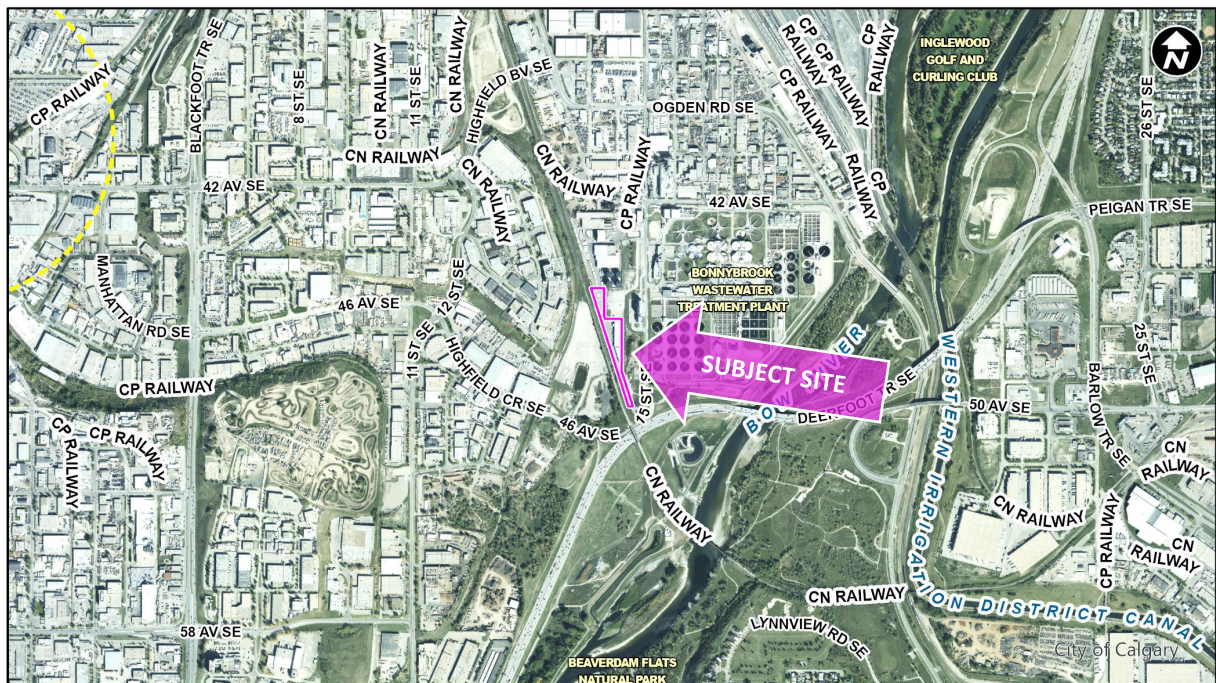 CP RAILWAY
BLACKFOOT TR SE
8 ST SE
CN RAILWAY
11 ST SE
CN RAILWAY
HIGHFIELD BV SE
CP RAILWAY
CP RAILWAY
CP RAILWAY
CP RAILWAY
INGLEWOOD
GOLF AND
CURLING CLUB
N
26 ST SE
OGDEN RD SE
CN RAILWAY
CN RAILWAY
CN RAILWAY
CP RAILWAY
CP RAILWAY
42 AV SE
42 AV SE
PEIGAN TR SE
MANHATTAN RD SE
12 ST SE
46 AV SE
BONNYBROOK
WASTEWATER
TREATMENT PLANT
11 ST SE
HIGHFIELD CR SE
CP RAILWAY
46 AV SE
15 ST SE
SUBJECT SITE
BOW RIVER
DEERFOOT TR SE
WESTERN IRRIGATION DISTRICT CANAL
50 AV SE
25 ST SE
BARLOW TR SE
CP RAILWAY
CP RAILWAY
CN RAILWAY
CN RAILWAY
CN RAILWAY
CP RAILWAY
CN RAILWAY
CN RAILWAY
58 AV SE
LYNNVIEW RD SE
BEAVERDAM FLATS
NATURAL PARK
City of Calgary